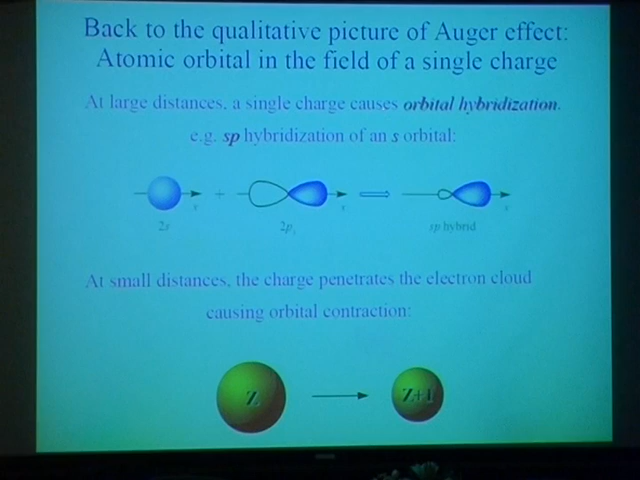 Back to the qualitative picture of Auger effect:
Atomic orbital in the field of a single charge
At large distances, a single charge causes orbital hybridization.
e.g. sp hybridization of an s orbital:
+
2s
sp hybrid
At small distances, the charge penetrates the electron cloud
causing orbital contraction:
Z
Z+1